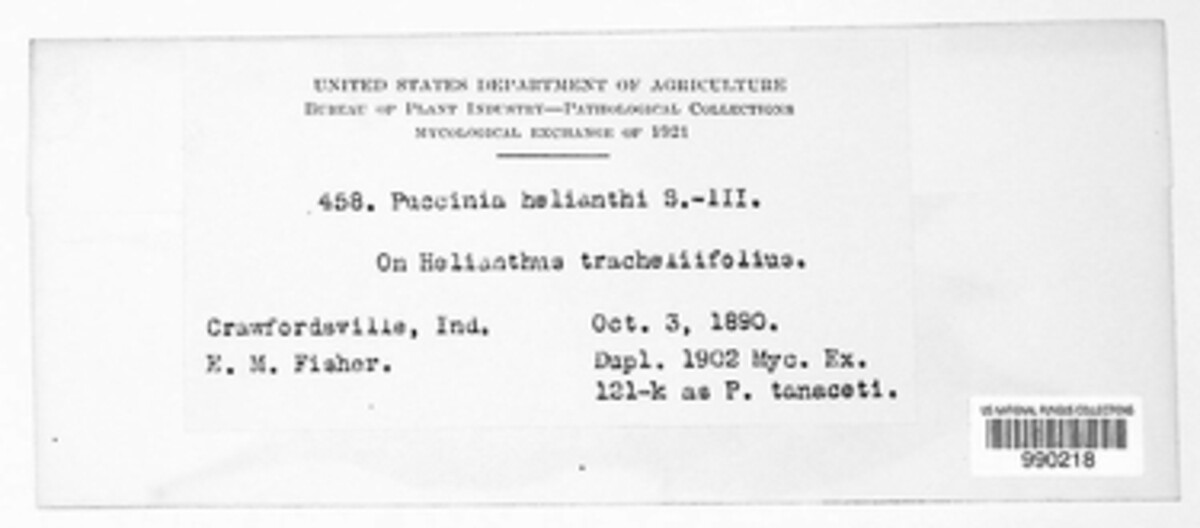 UNITED STATES DEPARTMENT OF AGRICULTURE
BUREAU OF PLANT INDUSTRY—PATHOLOGICAL COLLECTIONS
MYCOLOGICAL EXCHANGE OF 1921
458. Puccinia helianthi S.-III.
On Helianthus tracheliifolius.
Crawfordsville, Ind.
Oct. 3, 1890.
E. M. Fisher.
Dupl. 1902 Myc. Ex.
121-k as P. tanaceti.
US NATIONAL FUNGUS COLLECTIONS
990218